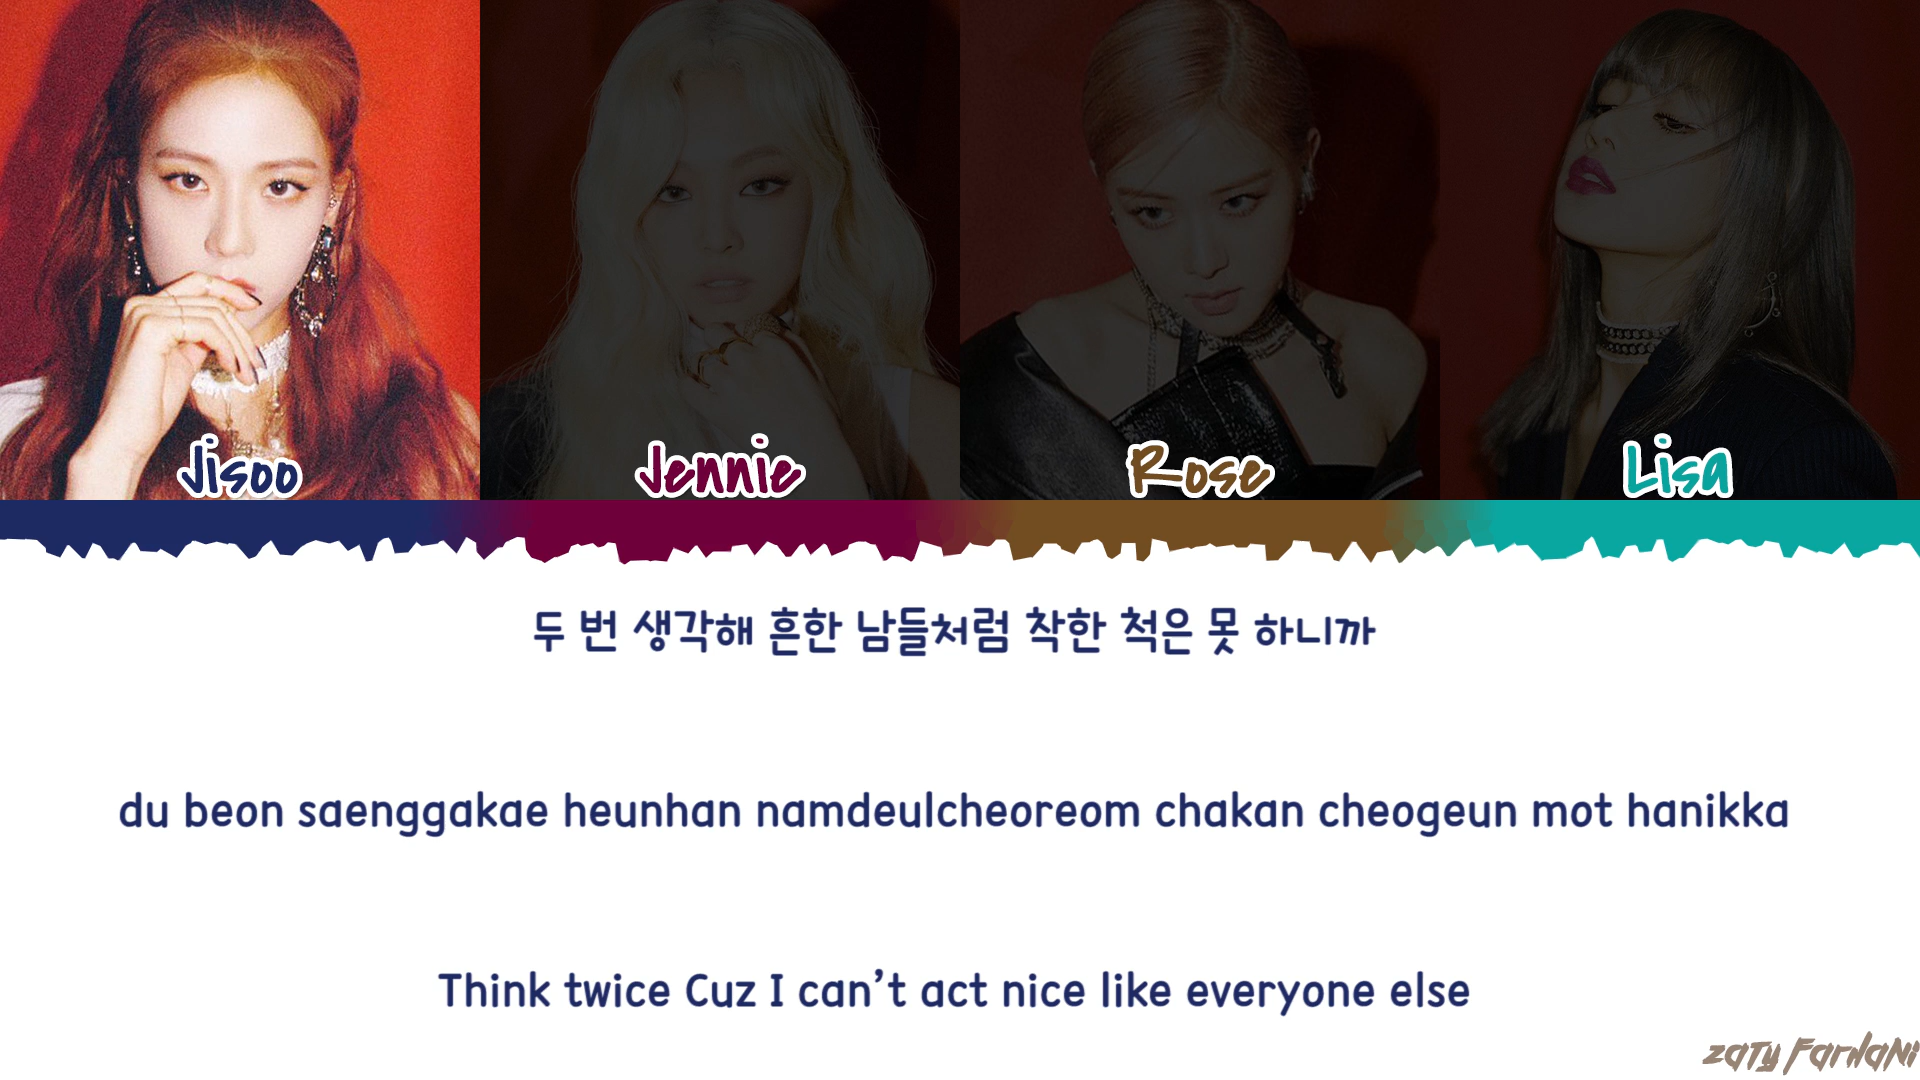 Jisoo
Jennie
Rose
Lisa
두 번 생각해 흔한 남들처럼 착한 척은 못 하니까
du beon saenggakae heunhan namdeulcheoreom chakan cheogeun mot hanikka
Think twice Cuz I can’t act nice like everyone else
Zaty Fardani